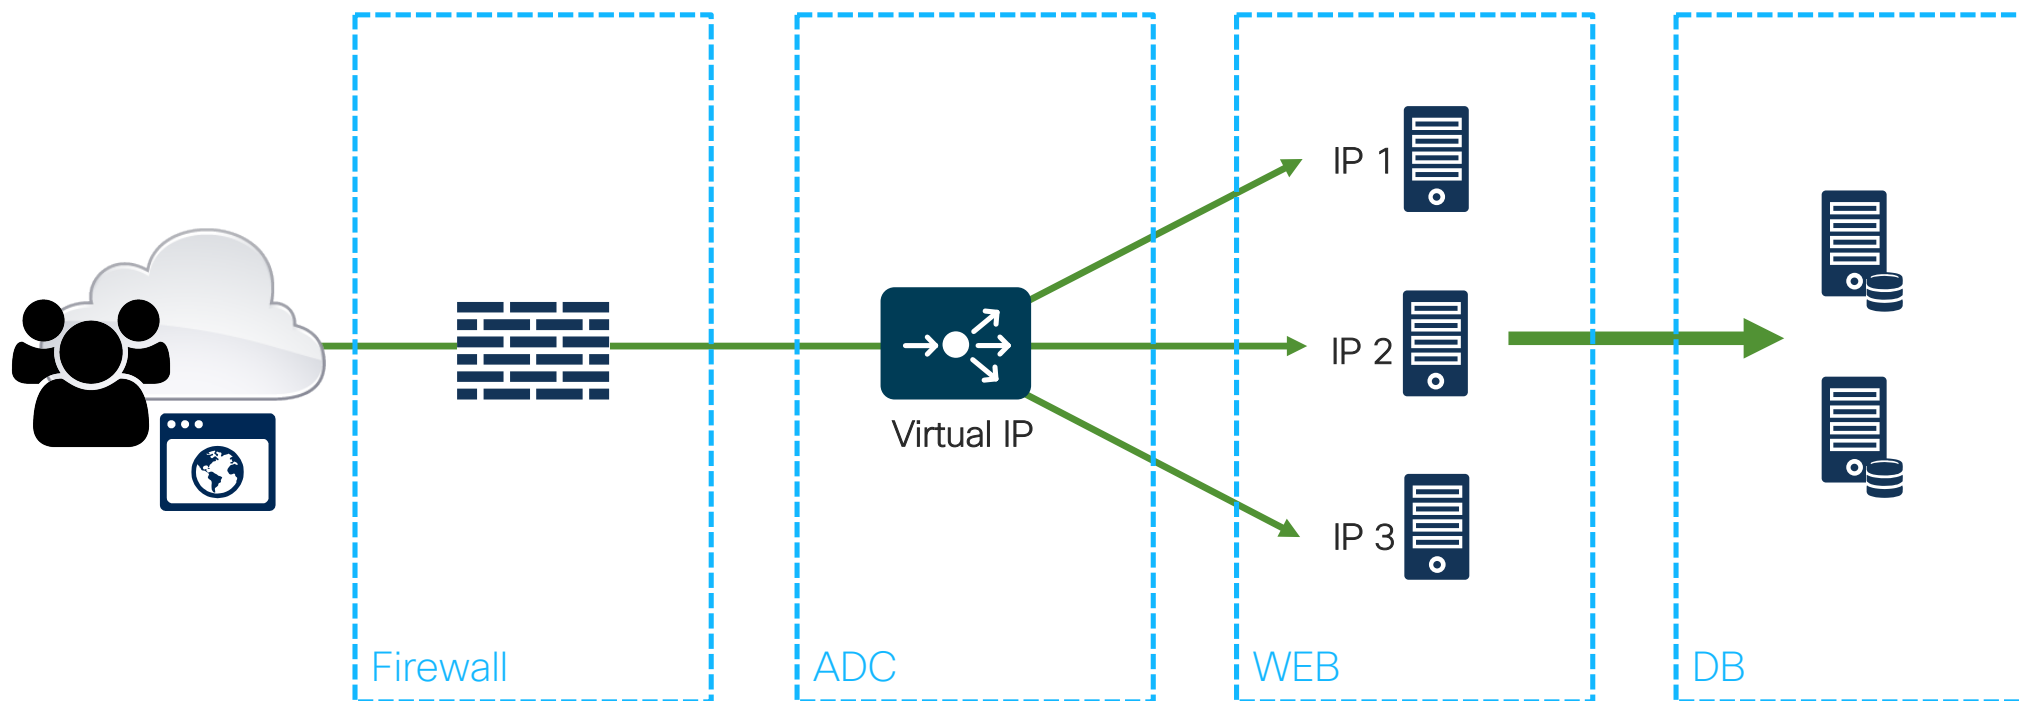 IP 1
IP 2
Virtual IP
IP 3
Firewall
ADC
WEB
DB